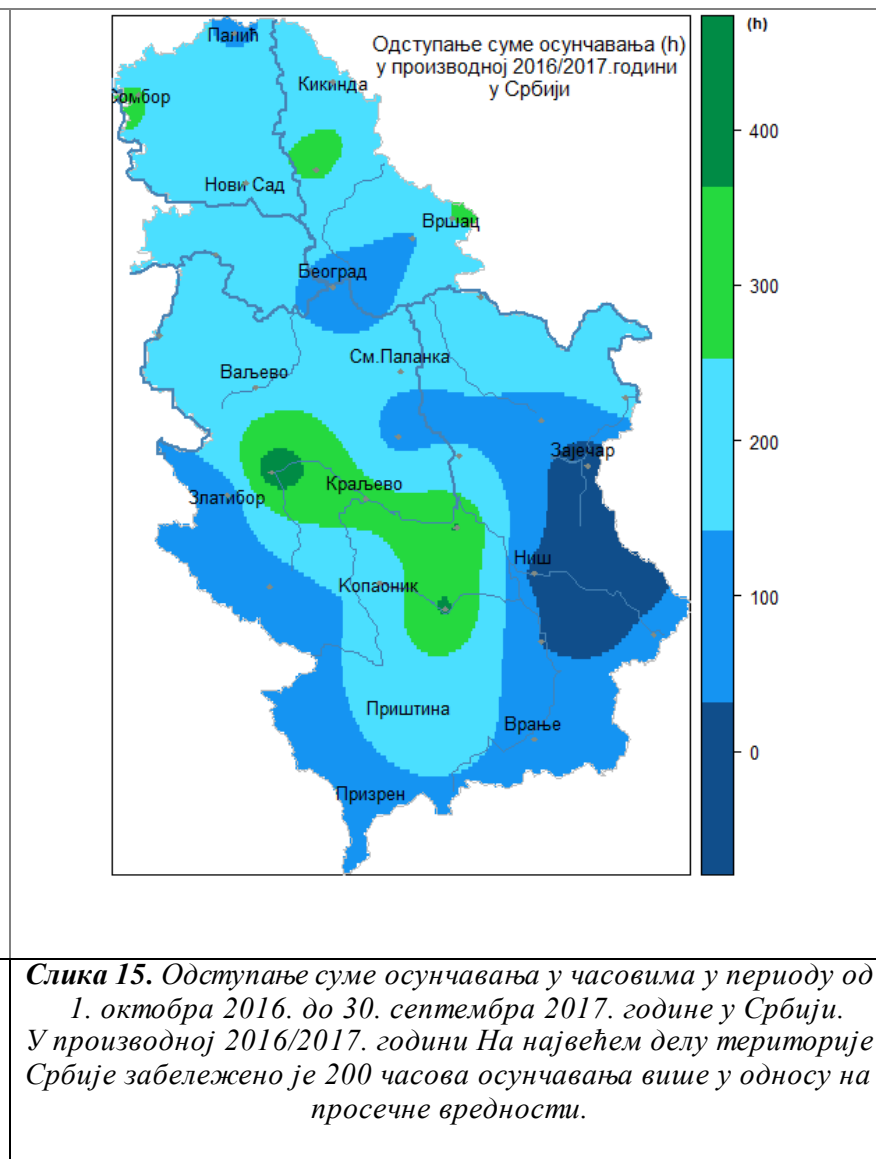 Одступање суме осунчавања (h)
у производној 2016/2017.години
у Србији
(h)
Панић
Кикинда
Сомбор
Нови Сад
Вршац
Београд
См.Паланка
Ваљево
Зајечар
Краљево
Златибор
Ниш
Копаоник
Приштина
Врање
Призрен
400
300
200
100
0
Слика 15. Одступање суме осунчавања у часовима у периоду од
1. октобра 2016. до 30. септембра 2017. године у Србији.
У производној 2016/2017. години На највећем делу територије
Србије забележено је 200 часова осунчавања више у односу на
просечне вредности.